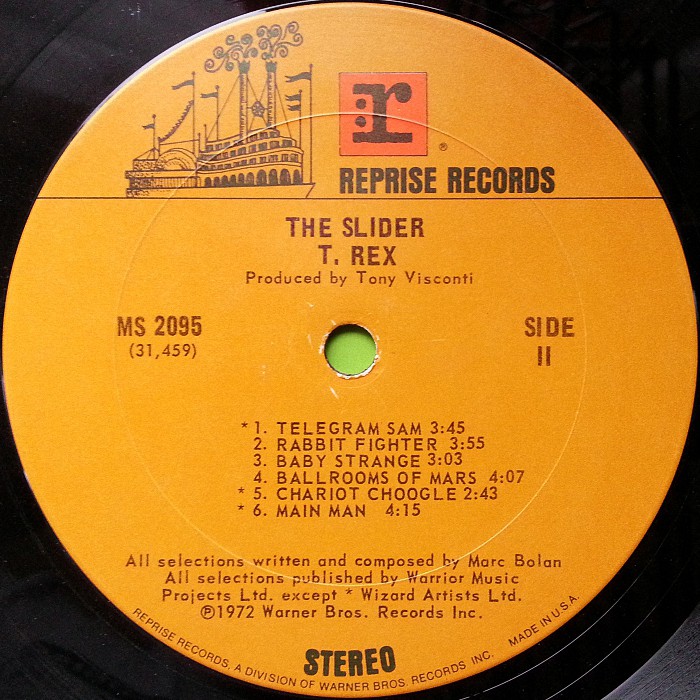 :r
®
REPRISE RECORDS
THE SLIDER
T. REX
Produced by Tony Visconti
MS 2095
(31,459)
SIDE
II
* 1. TELEGRAM SAM 3:45
2. RABBIT FIGHTER 3:55
3. BABY STRANGE 3:03
4. BALLROOMS OF MARS 4:07
* 5. CHARIOT CHOOGLE 2:43
* 6. MAIN MAN 4:15
All selections written and composed by Marc Bolan
All selections published by Warrior Music
Projects Ltd. except * Wizard Artists Ltd.
℗1972 Warner Bros. Records Inc.
STEREO
REPRISE RECORDS, A DIVISION OF WARNER BROS. RECORDS INC. MADE IN U.S.A.